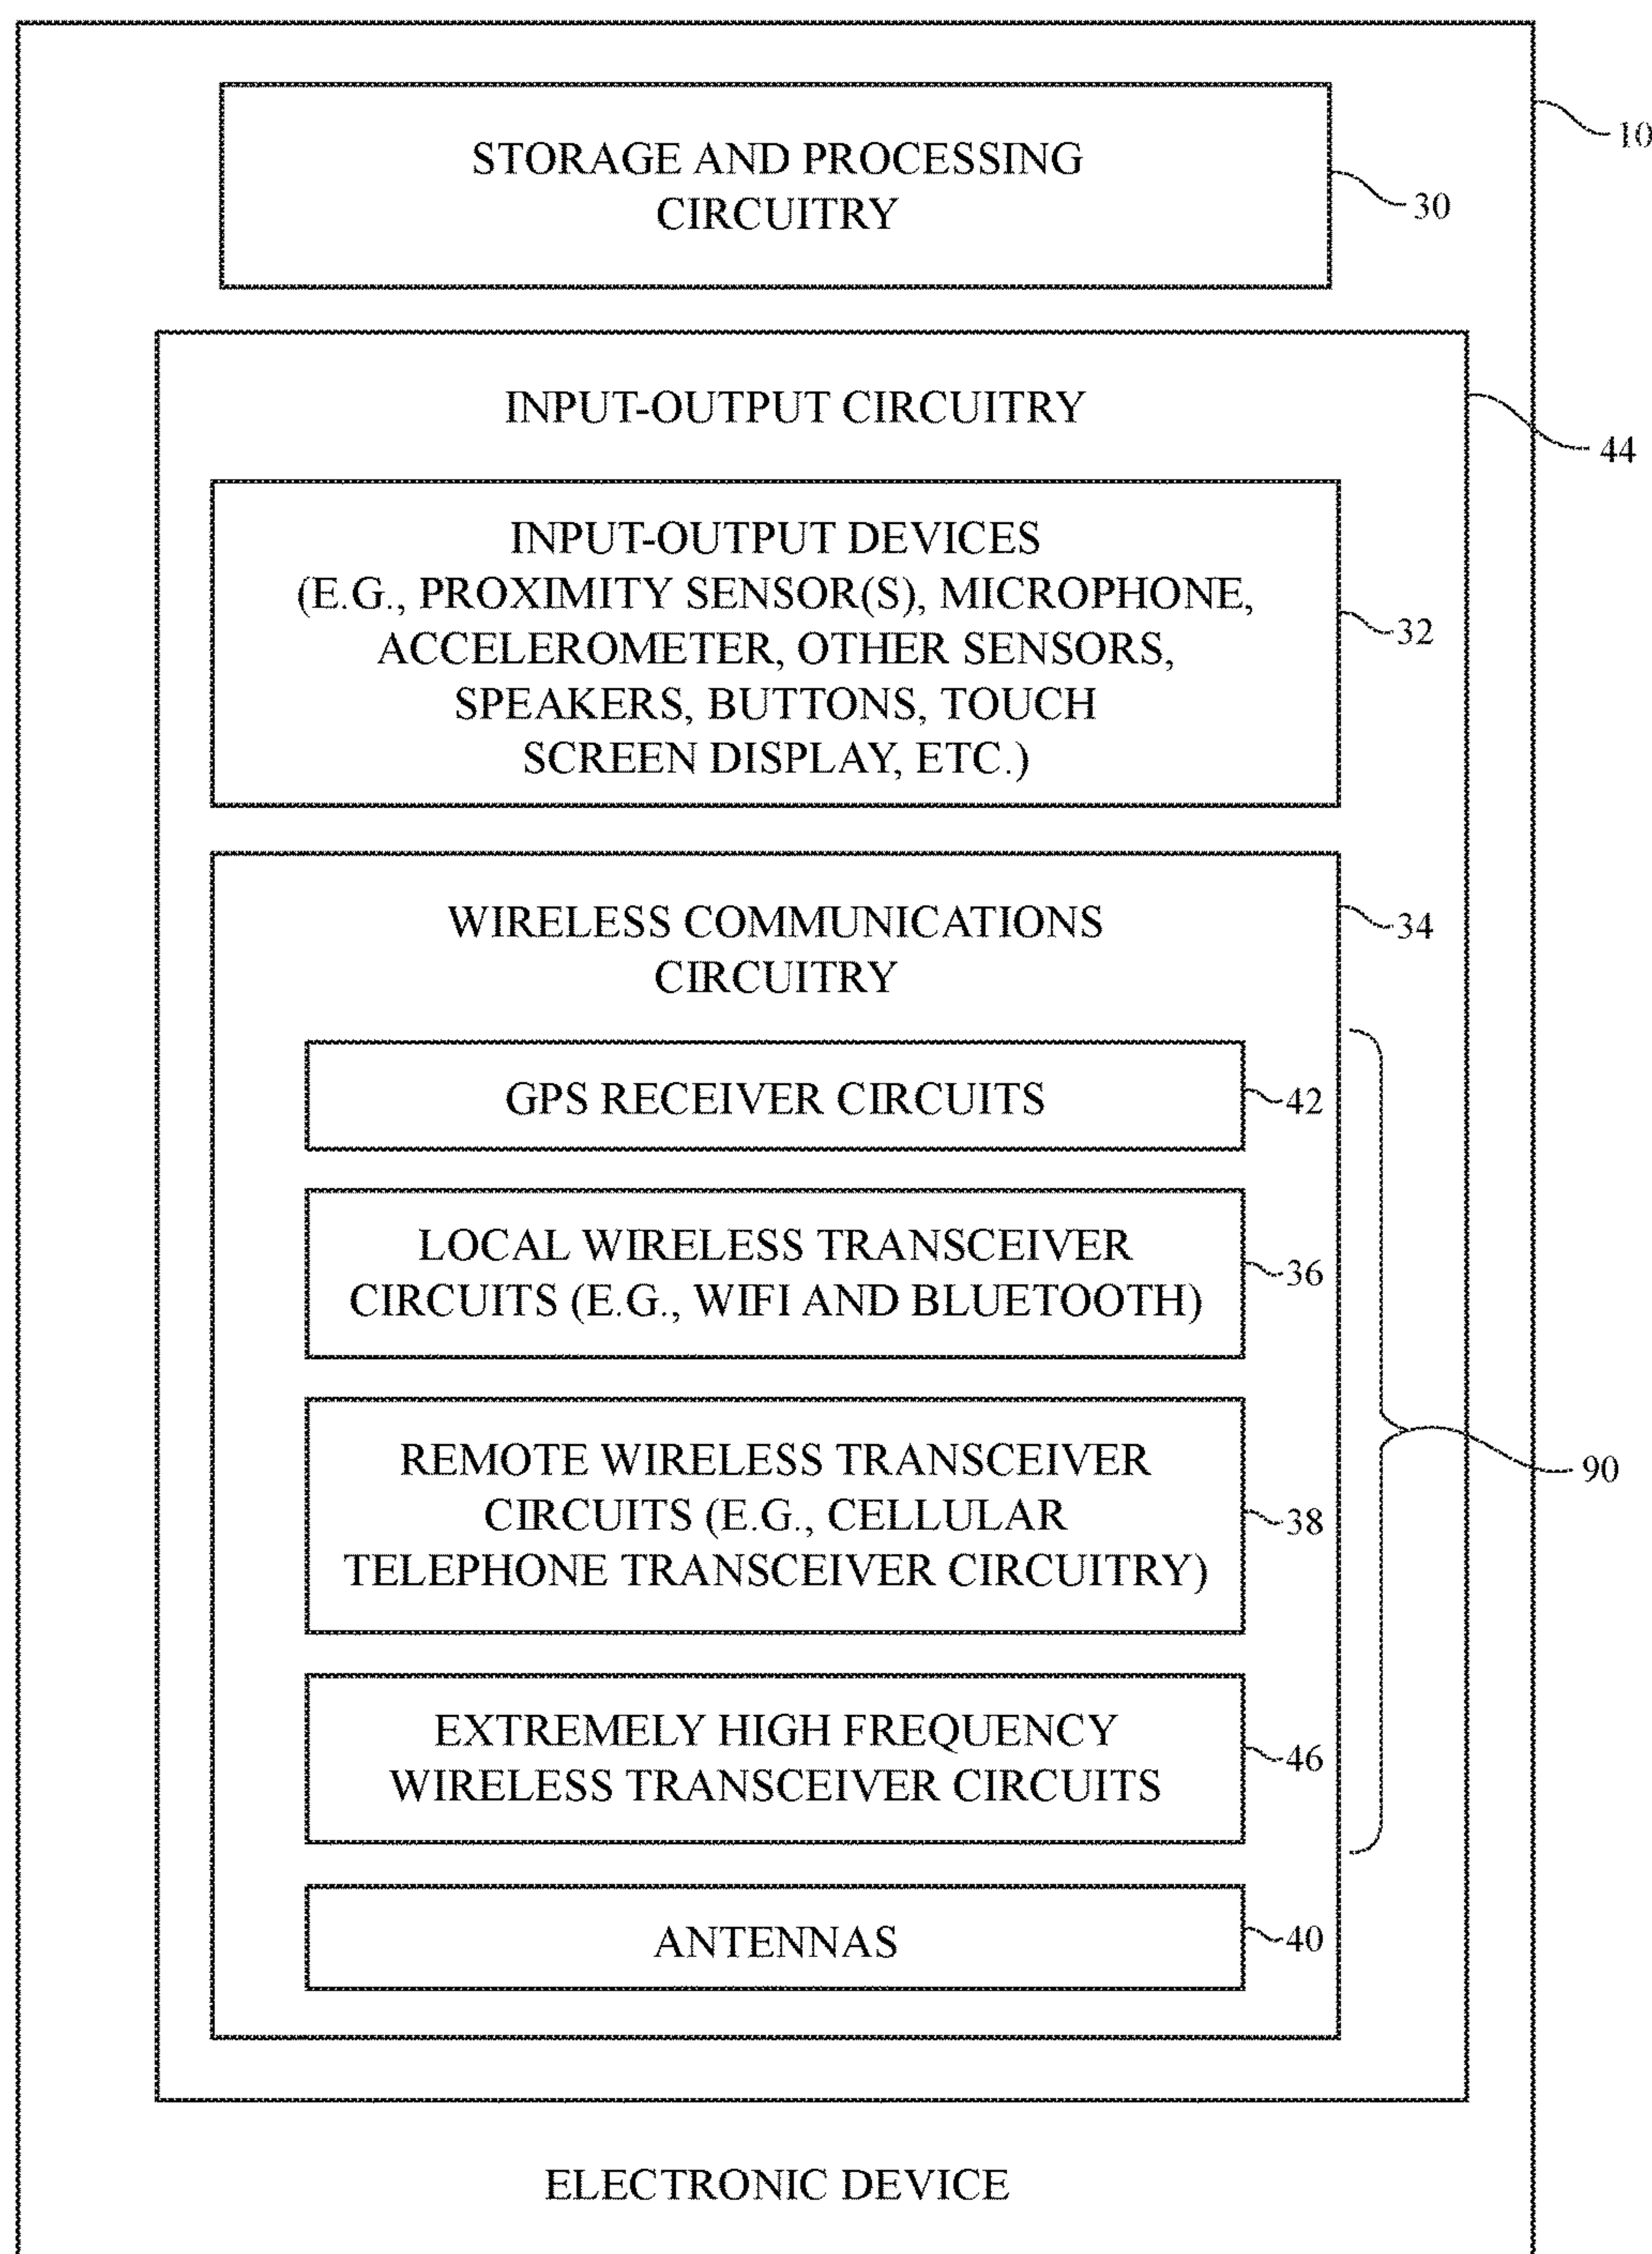 10
STORAGE AND PROCESSING
CIRCUITRY
30
INPUT-OUTPUT CIRCUITRY
44
INPUT-OUTPUT DEVICES
(E.G., PROXIMITY SENSOR(S), MICROPHONE,
ACCELEROMETER, OTHER SENSORS,
SPEAKERS, BUTTONS, TOUCH
SCREEN DISPLAY, ETC.)
32
WIRELESS COMMUNICATIONS
CIRCUITRY
34
GPS RECEIVER CIRCUITS
42
LOCAL WIRELESS TRANSCEIVER
CIRCUITS (E.G., WIFI AND BLUETOOTH)
36
REMOTE WIRELESS TRANSCEIVER
CIRCUITS (E.G., CELLULAR
TELEPHONE TRANSCEIVER CIRCUITRY)
38
90
EXTREMELY HIGH FREQUENCY
WIRELESS TRANSCEIVER CIRCUITS
46
ANTENNAS
40
ELECTRONIC DEVICE